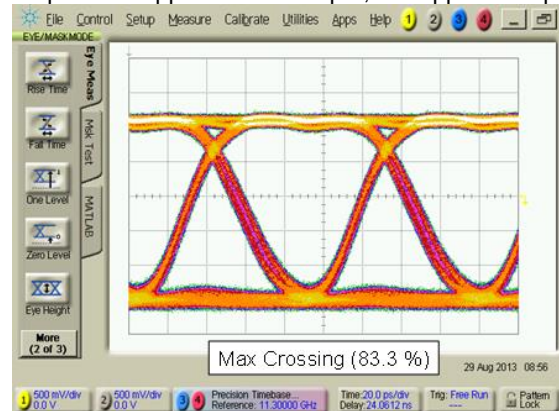 File Control Setup Measure Calibrate Utilities Apps Help 1 2 3 4
EYE/MASK MODE
Eye Meas
Rise Time
Msk Test
Fall Time
One Level
MATLAB
Zero Level
Eye Height
More
(2 of 3)
Max Crossing (83.3 %)
29 Aug 2013 08:56
1 500 mV/div
0.0 V
2 500 mV/div
0.0 V
3 4 Precision Timebase...
Reference: 11.30000 GHz
Time:20.0 ps/div
Delay:24.0612 ns
Trig: Free Run
Pattern
Lock